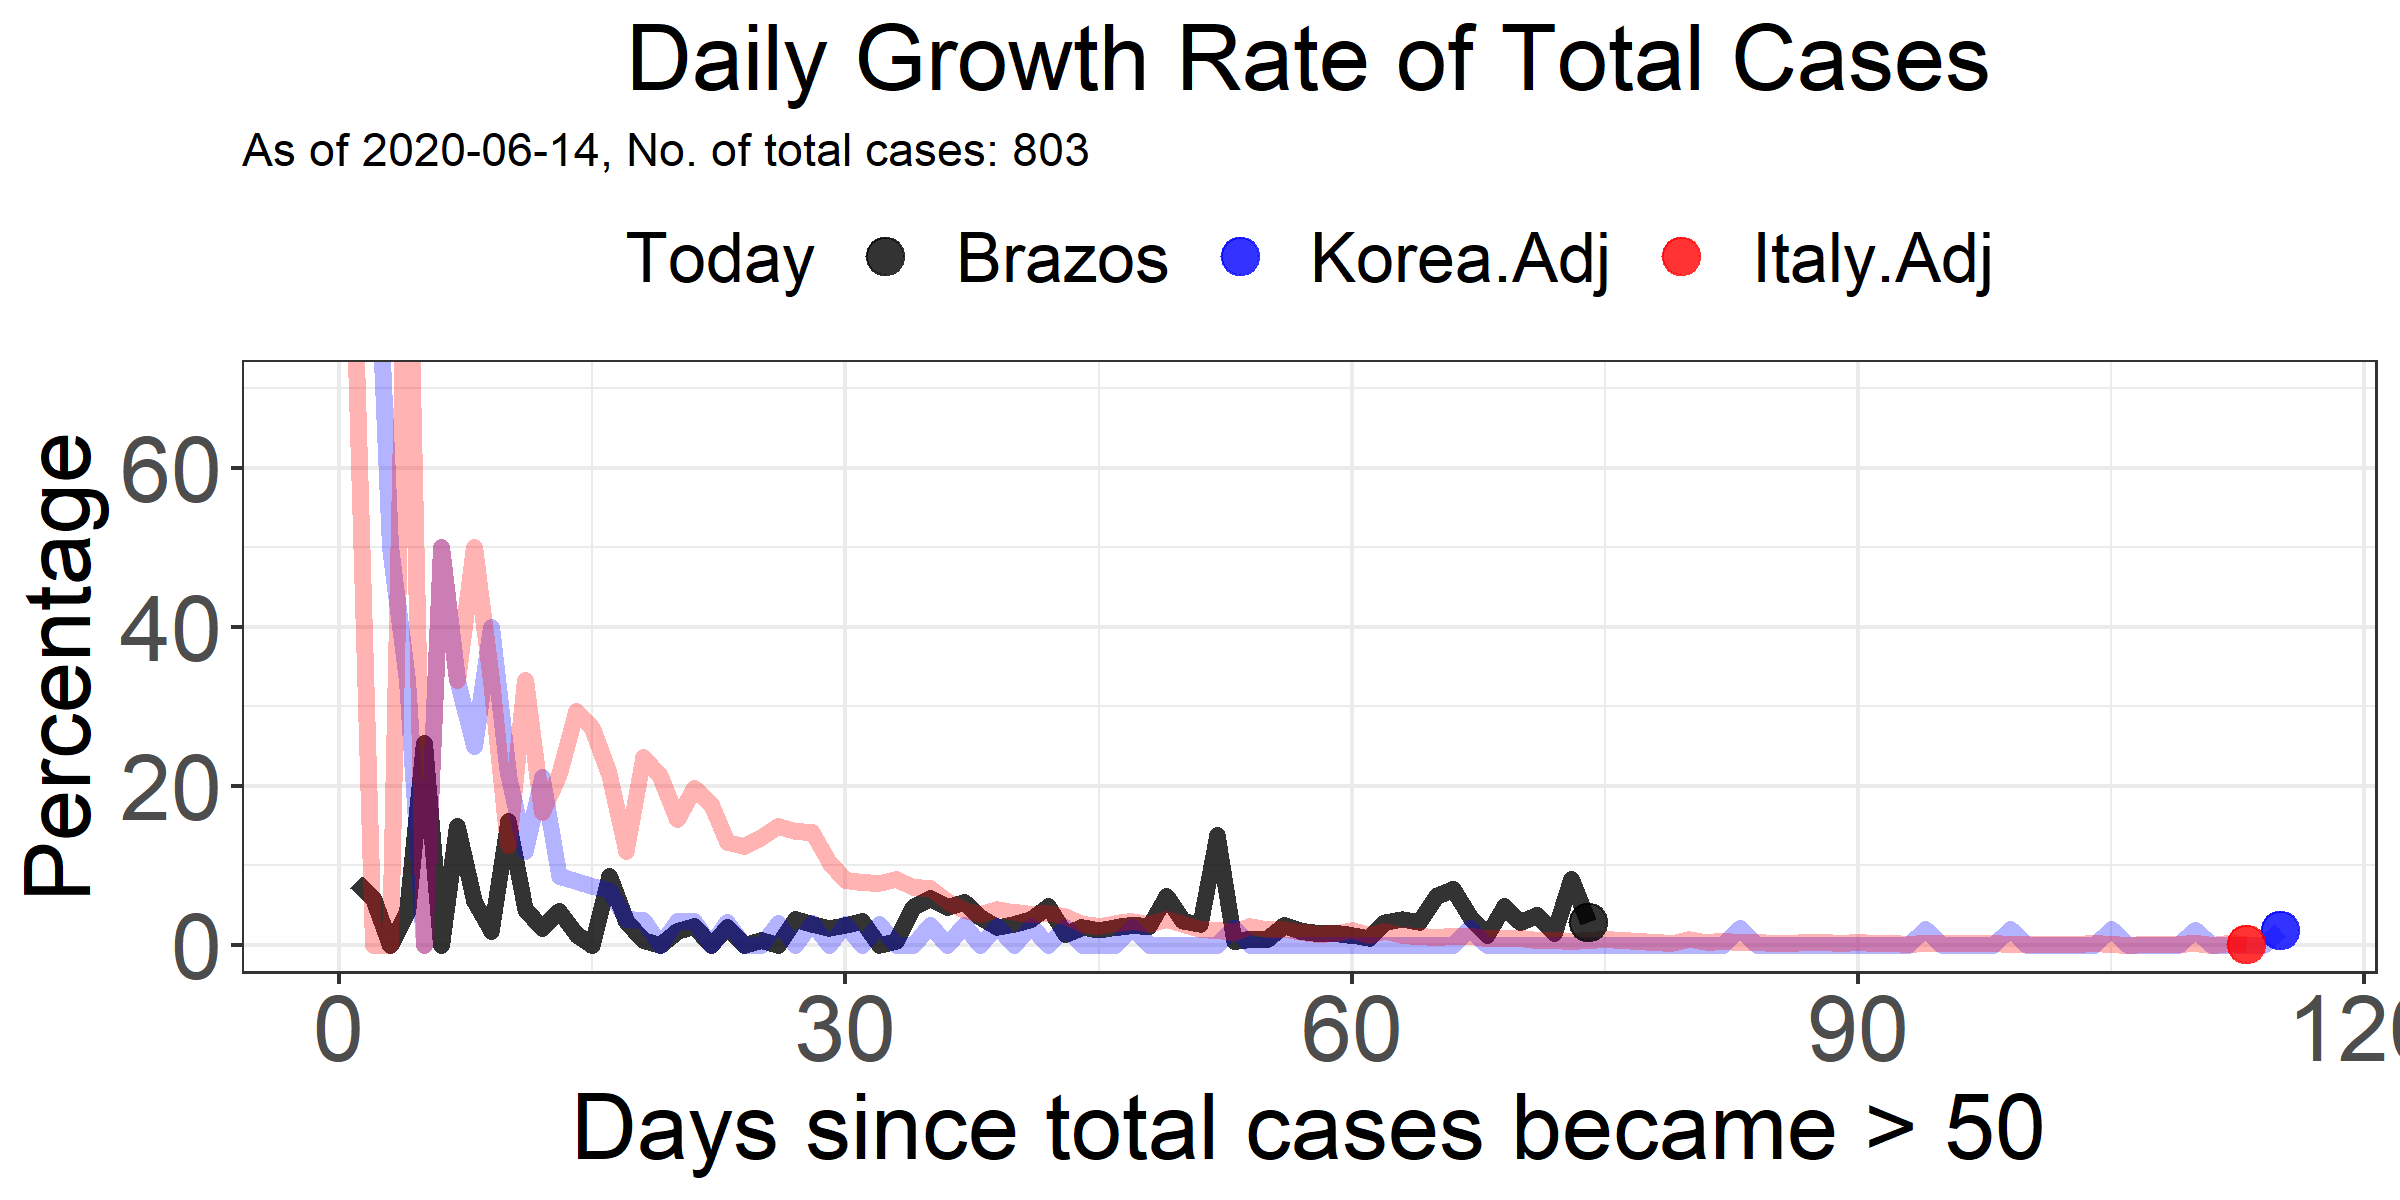 Daily Growth Rate of Total Cases
As of 2020-06-14, No. of total cases: 803
Today Brazos Korea.Adj Italy.Adj
Percentage
60
40
20
0
0 30 60 90 120
Days since total cases became > 50